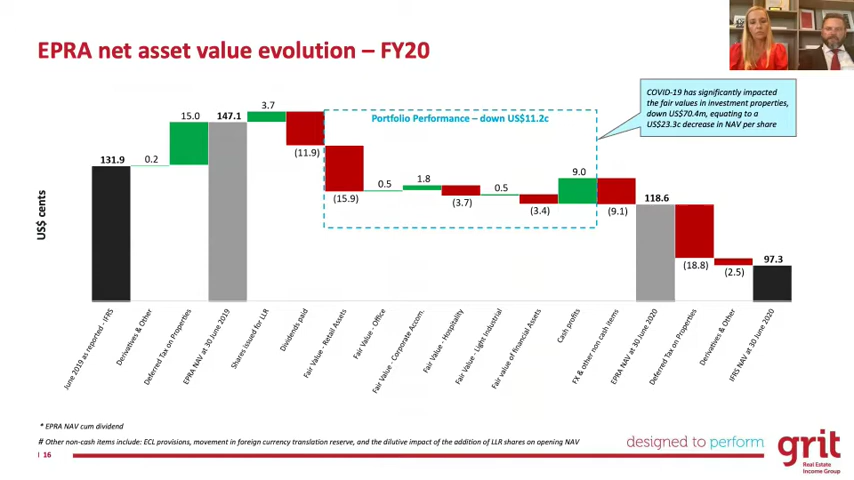 EPRA net asset value evolution – FY20
COVID-19 has significantly impacted
the fair values in investment properties,
down US$70.4m, equating to a
US$23.3c decrease in NAV per share
Portfolio Performance – down US$11.2c
US$ cents
131.9
0.2
15.0
147.1
3.7
(11.9)
(15.9)
0.5
1.8
(3.7)
0.5
(3.4)
9.0
(9.1)
118.6
(18.8)
(2.5)
97.3
June 2019 as reported - IFRS
Derivatives & Other
Deferred Tax on Properties
EPRA NAV at 30 June 2019
Shares issued for LLR
Dividends paid
Fair Value - Retail Assets
Fair Value - Office
Fair Value - Corporate Accom.
Fair Value - Hospitality
Fair Value - Light Industrial
Fair value of financial Assets
Cash profits
FX & other non cash items
EPRA NAV at 30 June 2020
Deferred Tax on Properties
Derivatives & Other
IFRS NAV at 30 June 2020
* EPRA NAV cum dividend
# Other non-cash items include: ECL provisions, movement in foreign currency translation reserve, and the dilutive impact of the addition of LLR shares on opening NAV
| 16
designed to perform
grit
Real Estate
Income Group